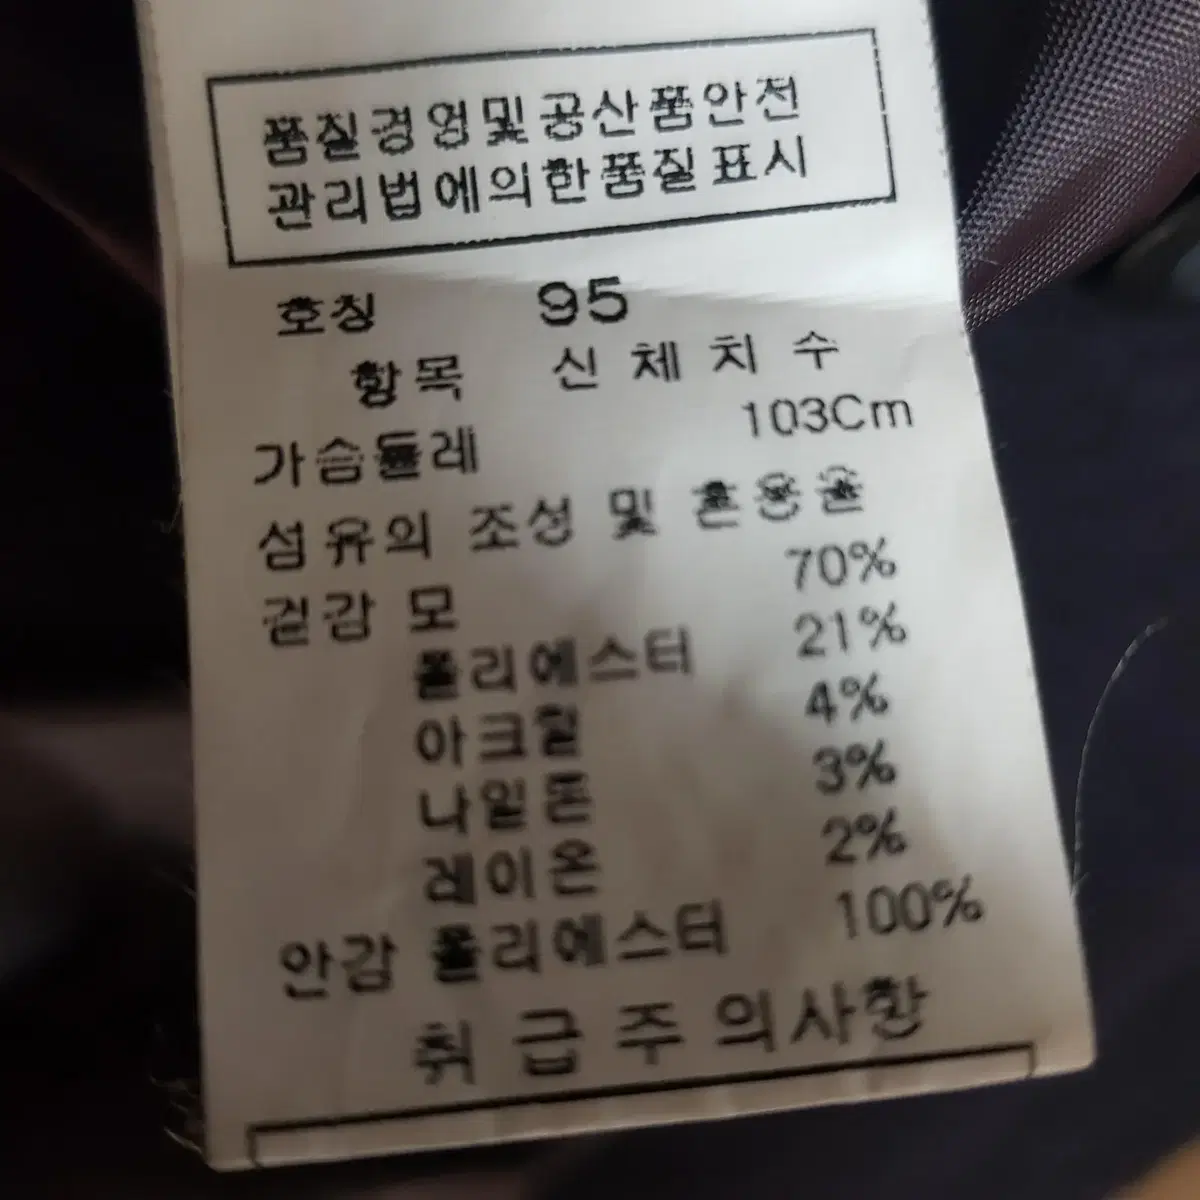 품질경영및공산품안전
관리법에의한품질표시
호칭 95
항목 신체치수
가슴둘레 103Cm
섬유의 조성 및 혼용율
겉감 모 70%
폴리에스터 21%
아크릴 4%
나일론 3%
레이온 2%
안감 폴리에스터 100%
취급주의사항